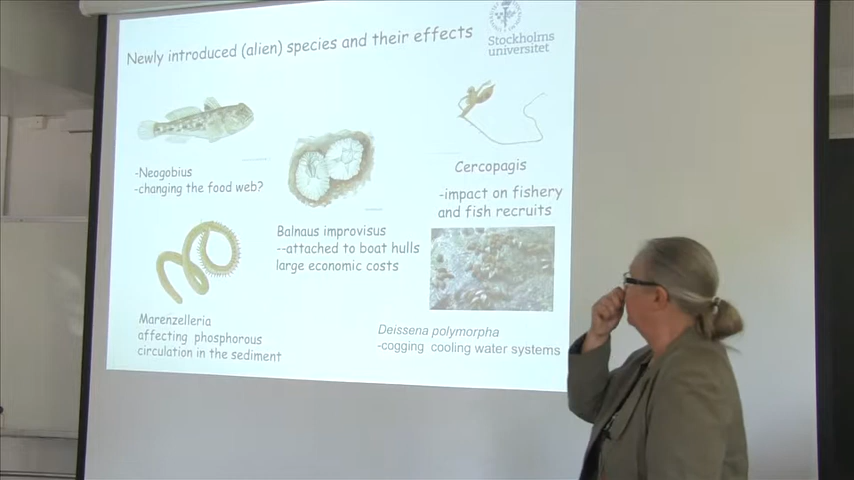 Newly introduced (alien) species and their effects
Stockholms
universitet
-Neogobius
-changing the food web?
Cercopagis
-impact on fishery
and fish recruits
Balnaus improvisus
--attached to boat hulls
large economic costs
Marenzelleria
affecting phosphorous
circulation in the sediment
Deissena polymorpha
-cogging cooling water systems